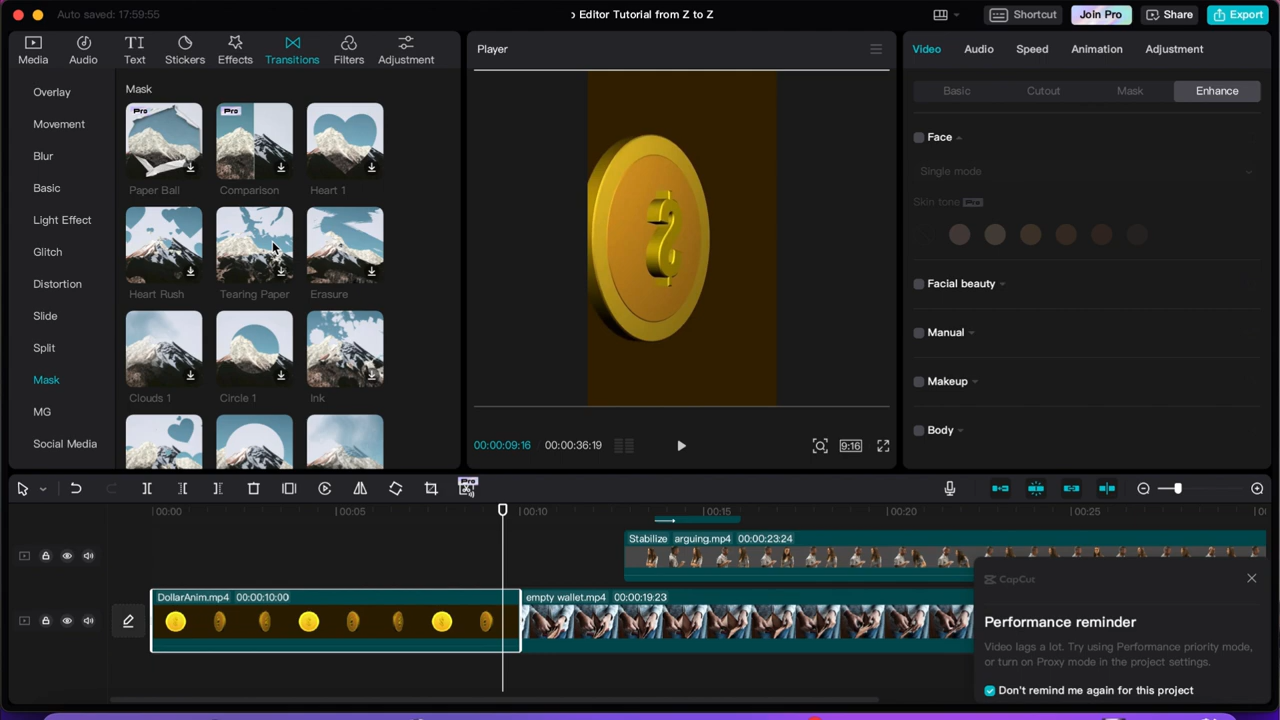 Auto saved: 17:59:55
Editor Tutorial from Z to Z
Shortcut
Join Pro
Share
Export
Media
Audio
Text
Stickers
Effects
Transitions
Filters
Adjustment
Overlay
Movement
Blur
Basic
Light Effect
Glitch
Distortion
Slide
Split
Mask
MG
Social Media
Mask
Pro
Pro
Paper Ball
Comparison
Heart 1
Heart Rush
Tearing Paper
Erasure
Clouds 1
Circle 1
Ink
Player
00:00:09:16
00:00:36:19
9:16
Video
Audio
Speed
Animation
Adjustment
Basic
Cutout
Mask
Enhance
Face
Single mode
Skin tone Pro
Facial beauty
Manual
Makeup
Body
Pro
00:00
00:05
00:10
00:15
00:20
00:25
Stabilize arguing.mp4 00:00:23:24
DollarAnim.mp4 00:00:10:00
empty wallet.mp4 00:00:19:23
CapCut
Performance reminder
Video lags a lot. Try using Performance priority mode,
or turn on Proxy mode in the project settings.
Don't remind me again for this project